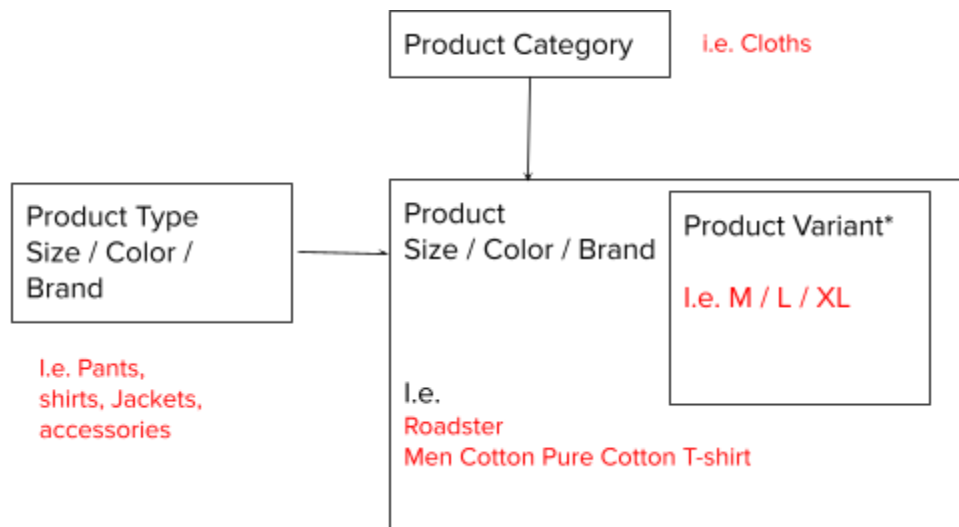 Product Category
i.e. Cloths
Product Type
Size / Color /
Brand
I.e. Pants,
shirts, Jackets,
accessories
Product
Size / Color / Brand
I.e.
Roadster
Men Cotton Pure Cotton T-shirt
Product Variant*
I.e. M / L / XL